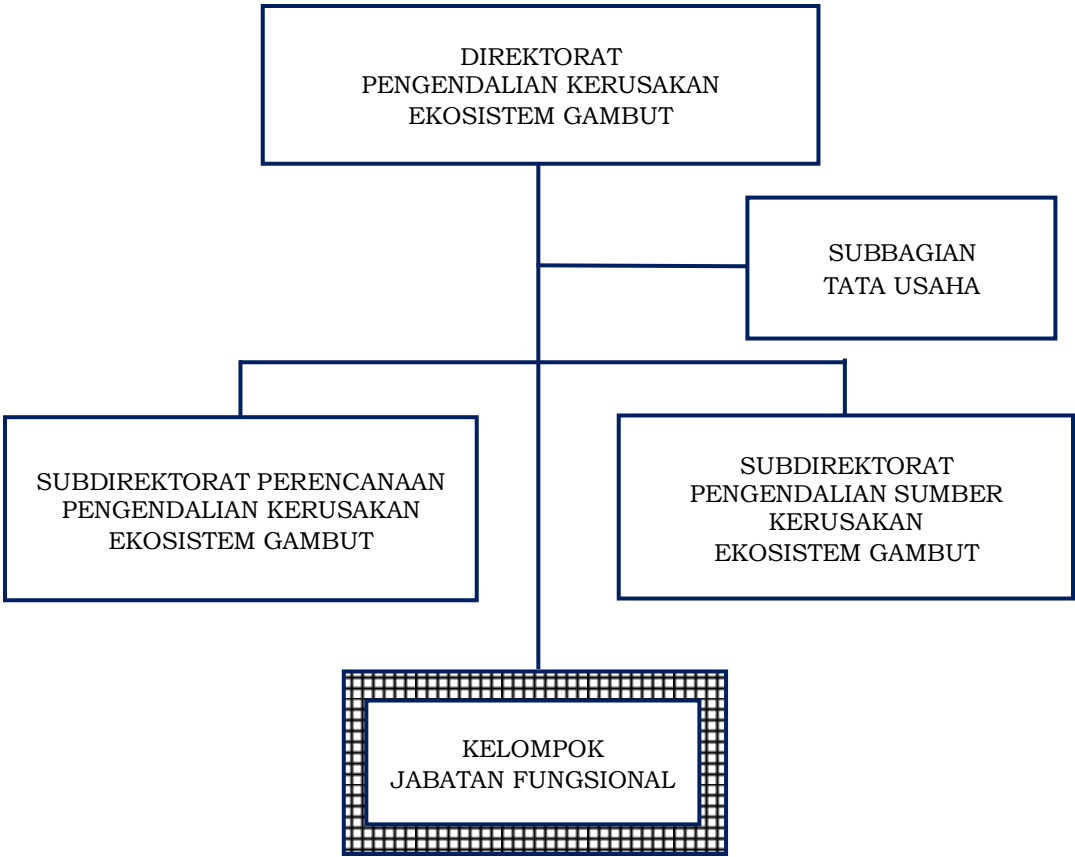 DIREKTORAT
PENGENDALIAN KERUSAKAN
EKOSISTEM GAMBUT
SUBBAGIAN
TATA USAHA
SUBDIREKTORAT PERENCANAAN
PENGENDALIAN KERUSAKAN
EKOSISTEM GAMBUT
SUBDIREKTORAT
PENGENDALIAN SUMBER
KERUSAKAN
EKOSISTEM GAMBUT
KELOMPOK
JABATAN FUNGSIONAL